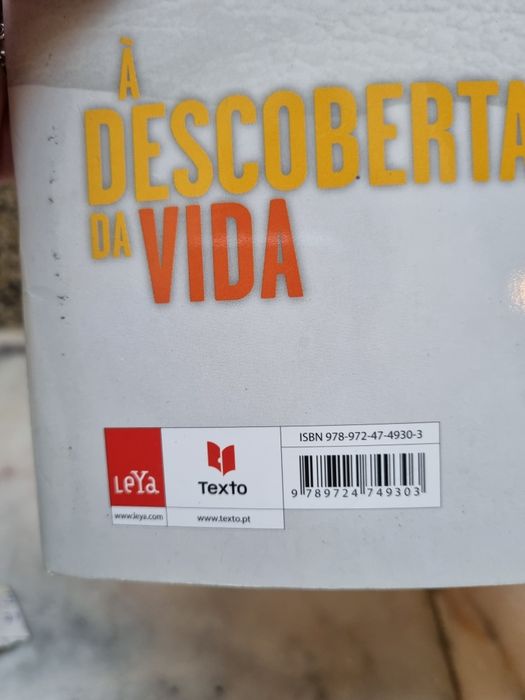 À
DESCOBERTA
DA VIDA
ISBN 978-972-47-4930-3
LEYA
Texto
9 789724 749303
www.leya.com
www.texto.pt